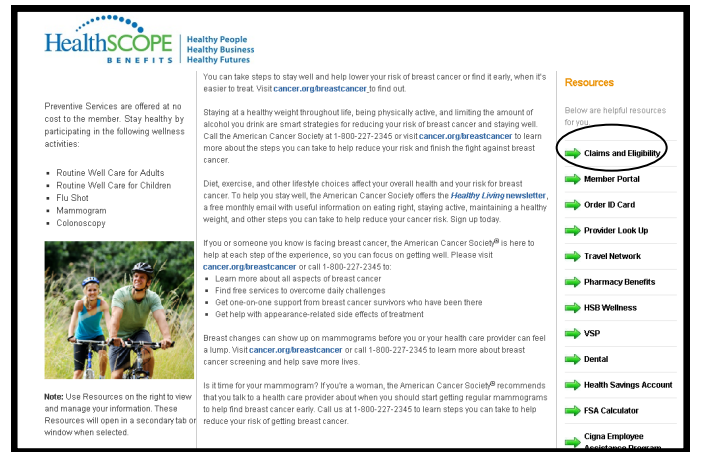 HealthSCOPE
BENEFITS
Healthy People
Healthy Business
Healthy Futures
Preventive Services are offered at no
cost to the member. Stay healthy by
participating in the following wellness
activities:
Routine Well Care for Adults
Routine Well Care for Children
Flu Shot
Mammogram
Colonoscopy
Note: Use Resources on the right to view
and manage your information. These
Resources will open in a secondary tab or
window when selected.
You can take steps to stay well and help lower your risk of breast cancer or find it early, when it's
easier to treat. Visit cancer.org/breastcancer to find out.
Staying at a healthy weight throughout life, being physically active, and limiting the amount of
alcohol you drink are smart strategies for reducing your risk of breast cancer and staying well.
Call the American Cancer Society at 1-800-227-2345 or visit cancer.org/breastcancer to learn
more about the steps you can take to help reduce your risk and finish the fight against breast
cancer.
Diet, exercise, and other lifestyle choices affect your overall health and your risk for breast
cancer. To help you stay well, the American Cancer Society offers the Healthy Living newsletter,
a free monthly email with useful information on eating right, staying active, maintaining a healthy
weight, and other steps you can take to help reduce your cancer risk. Sign up today.
If you or someone you know is facing breast cancer, the American Cancer Society® is here to
help at each step of the experience, so you can focus on getting well. Please visit
cancer.org/breastcancer or call 1-800-227-2345 to:
Learn more about all aspects of breast cancer
Find free services to overcome daily challenges
Get one-on-one support from breast cancer survivors who have been there
Get help with appearance-related side effects of treatment
Breast changes can show up on mammograms before you or your health care provider can feel
a lump. Visit cancer.org/breastcancer or call 1-800-227-2345 to learn more about breast
cancer screening and help save more lives.
Is it time for your mammogram? If you're a woman, the American Cancer Society® recommends
that you talk to a health care provider about when you should start getting regular mammograms
to help find breast cancer early. Call us at 1-800-227-2345 to learn steps you can take to help
reduce your risk of getting breast cancer.
Resources
Below are helpful resources
for you.
Claims and Eligibility
Member Portal
Order ID Card
Provider Look Up
Travel Network
Pharmacy Benefits
HSB Wellness
VSP
Dental
Health Savings Account
FSA Calculator
Cigna Employee
Assistance Program